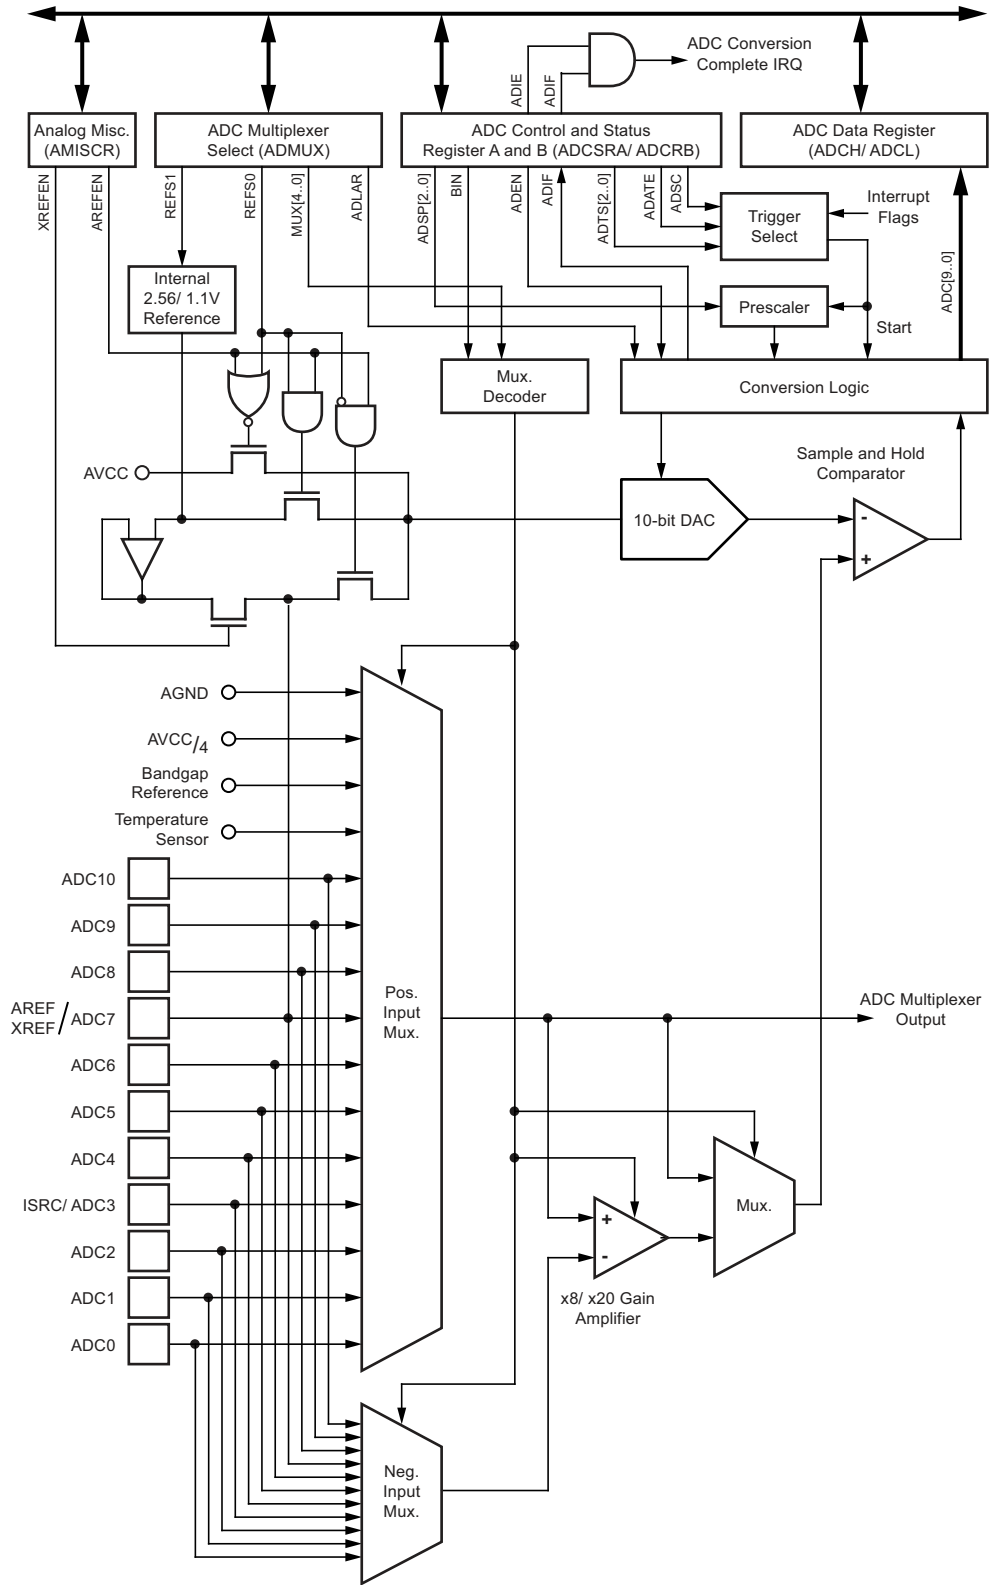 ADC Conversion
Complete IRQ
ADIE
ADIF
Analog Misc.
(AMISCR)
ADC Multiplexer
Select (ADMUX)
ADC Control and Status
Register A and B (ADCSRA/ ADCRB)
ADC Data Register
(ADCH/ ADCL)
XREFEN
AREFEN
REFS1
REFS0
MUX[4..0]
ADLAR
ADSP[2..0]
BIN
ADEN
ADIF
ADTS[2..0]
ADATE
ADSC
Trigger
Select
Interrupt
Flags
ADC[9..0]
Internal
2.56/ 1.1V
Reference
Prescaler
Start
Mux.
Decoder
Conversion Logic
AVCC
Sample and Hold
Comparator
10-bit DAC
-
+
AGND
AVCC/4
Bandgap
Reference
Temperature
Sensor
ADC10
ADC9
ADC8
AREF
XREF/ADC7
ADC6
ADC5
ADC4
ISRC/ ADC3
ADC2
ADC1
ADC0
Pos.
Input
Mux.
ADC Multiplexer
Output
Mux.
+
-
x8/ x20 Gain
Amplifier
Neg.
Input
Mux.